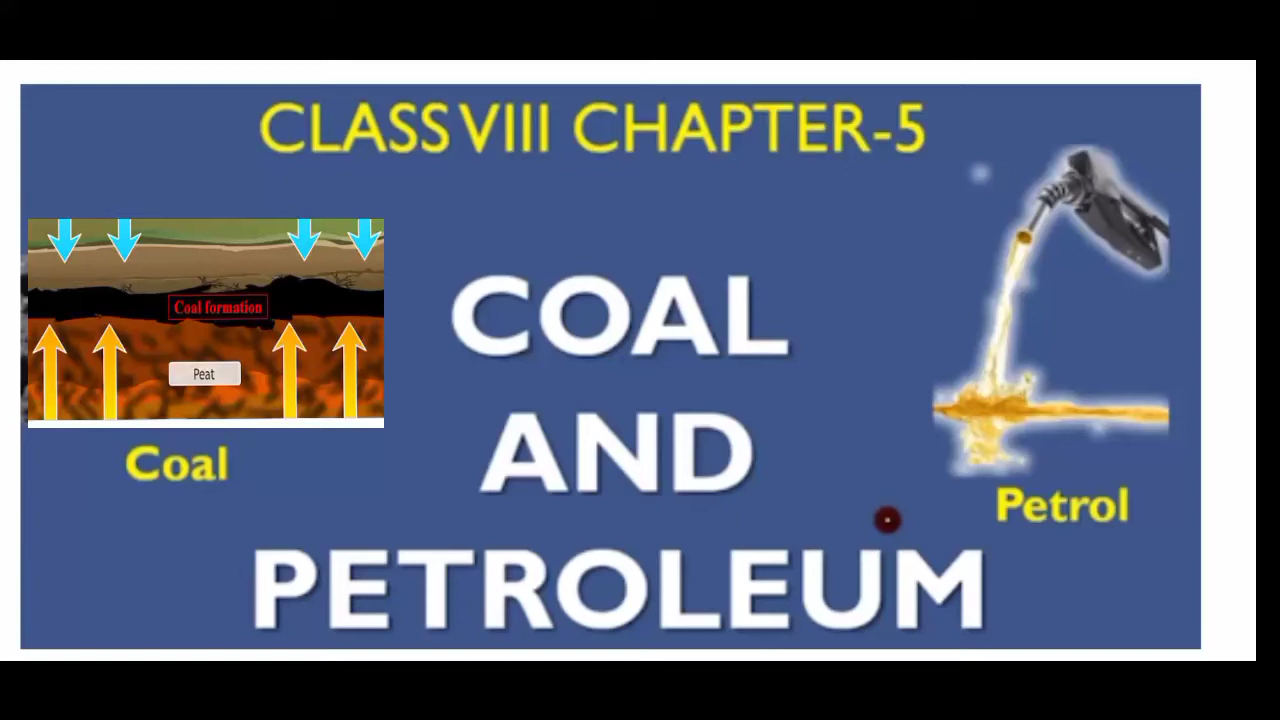 CLASS VIII CHAPTER-5
Coal formation
Peat
Coal
COAL
AND
PETROLEUM
Petrol